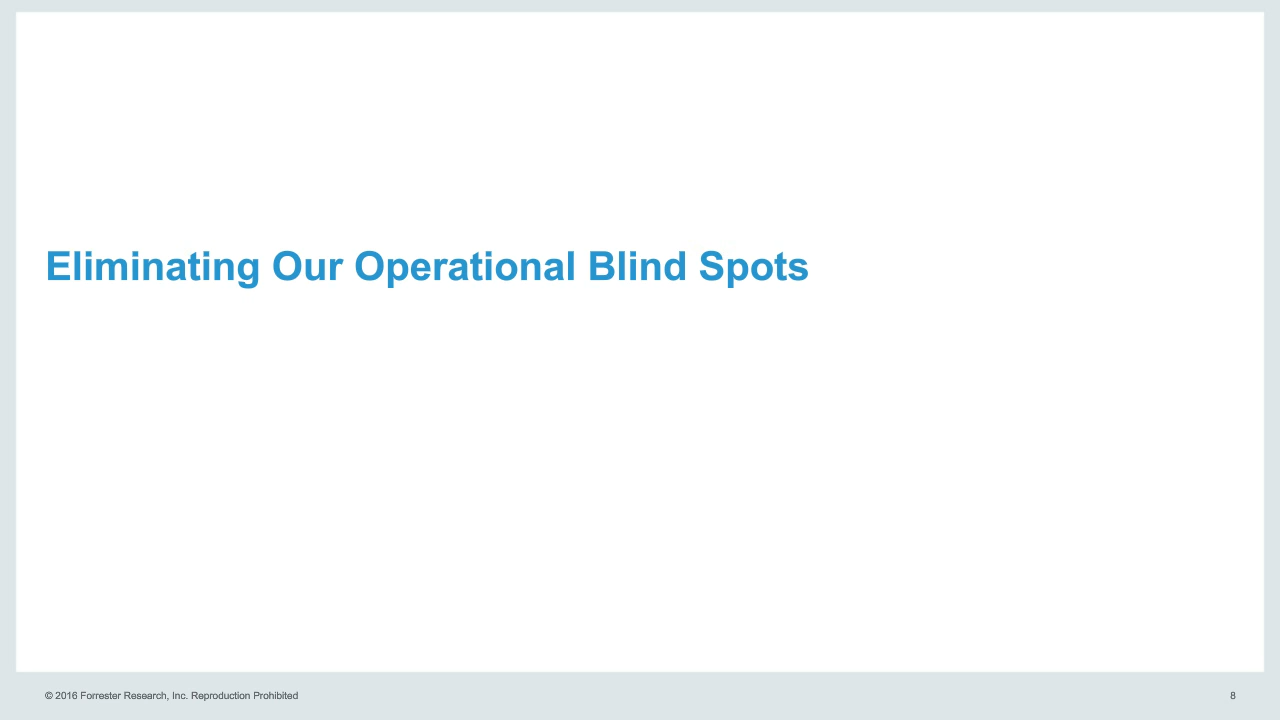 Eliminating Our Operational Blind Spots
© 2016 Forrester Research, Inc. Reproduction Prohibited
8